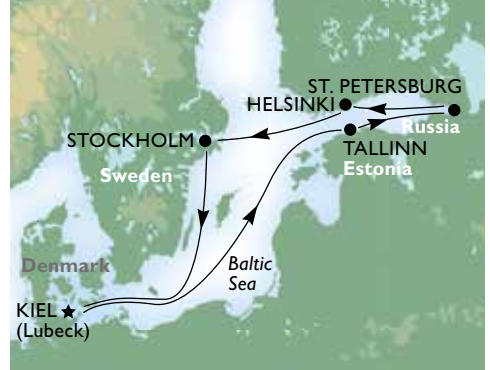 ST. PETERSBURG
HELSINKI
Russia
STOCKHOLM
TALLINN
Estonia
Sweden
Denmark
Baltic
Sea
KIEL
(Lubeck)